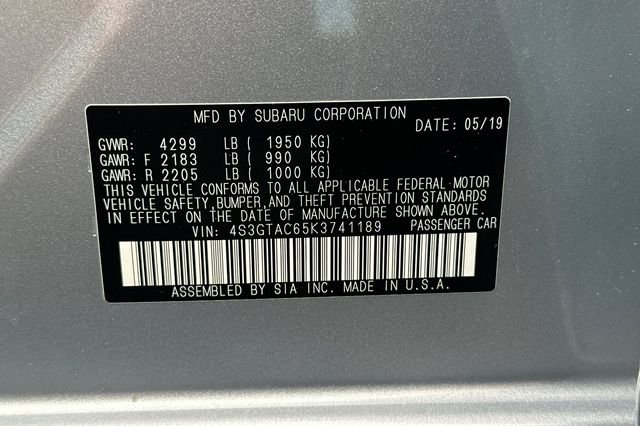 MFD BY SUBARU CORPORATION
DATE: 05/19
GVWR: 4299 LB ( 1950 KG)
GAWR: F 2183 LB ( 990 KG)
GAWR: R 2205 LB ( 1000 KG)
THIS VEHICLE CONFORMS TO ALL APPLICABLE FEDERAL MOTOR
VEHICLE SAFETY, BUMPER, AND THEFT PREVENTION STANDARDS
IN EFFECT ON THE DATE OF MANUFACTURE SHOWN ABOVE.
VIN: 4S3GTAC65K3741189 PASSENGER CAR
ASSEMBLED BY SIA INC. MADE IN U.S.A.